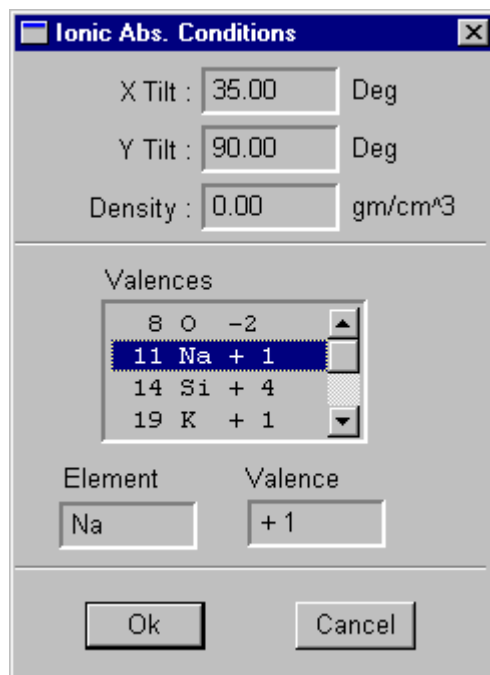 Ionic Abs. Conditions
X Tilt : 35.00 Deg
Y Tilt : 90.00 Deg
Density : 0.00 gm/cm^3
Valences
8 O -2
11 Na + 1
14 Si + 4
19 K + 1
Element Valence
Na + 1
Ok Cancel